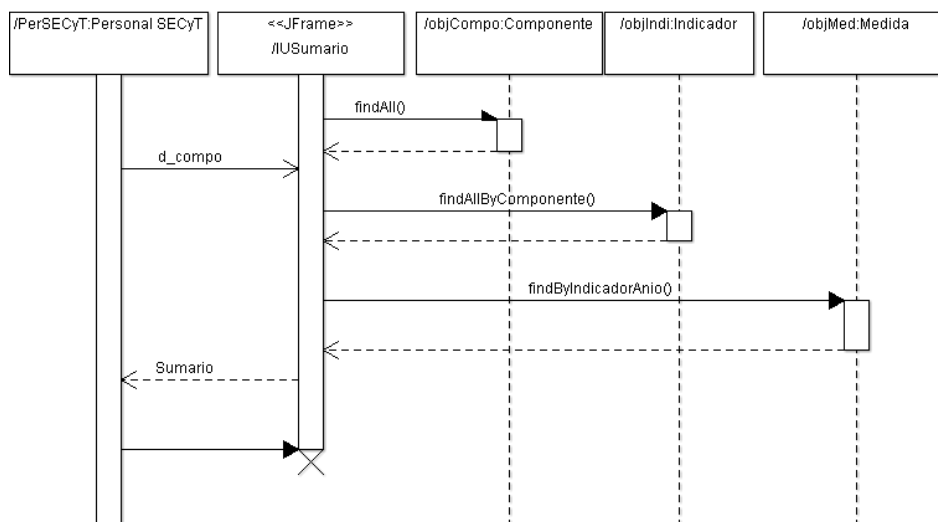 /PerSECyT:Personal SECyT
<<JFrame>>
/IUSumario
/objCompo:Componente
/objIndi:Indicador
/objMed:Medida
findAll()
d_compo
findAllByComponente()
findByIndicadorAnio()
Sumario